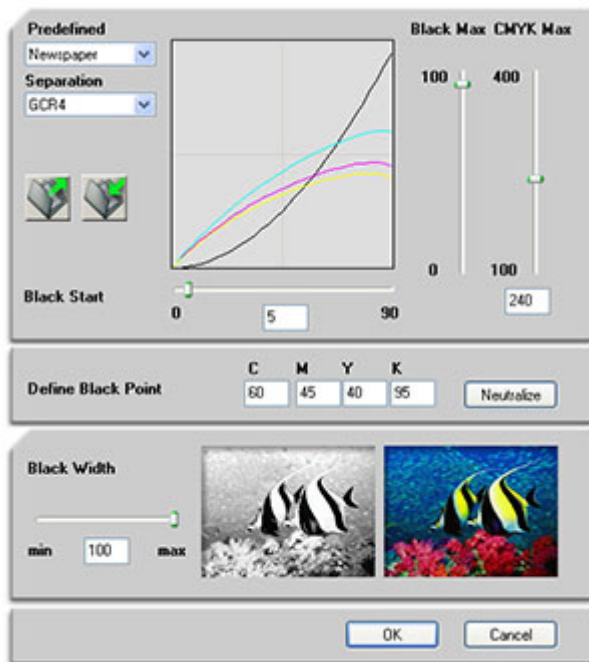 Predefined
Newspaper
Separation
GCR4
Black Max CMYK Max
100 400
0 100
240
Black Start
0 5 90
Define Black Point
C M Y K
60 45 40 95
Neutralize
Black Width
min 100 max
OK Cancel